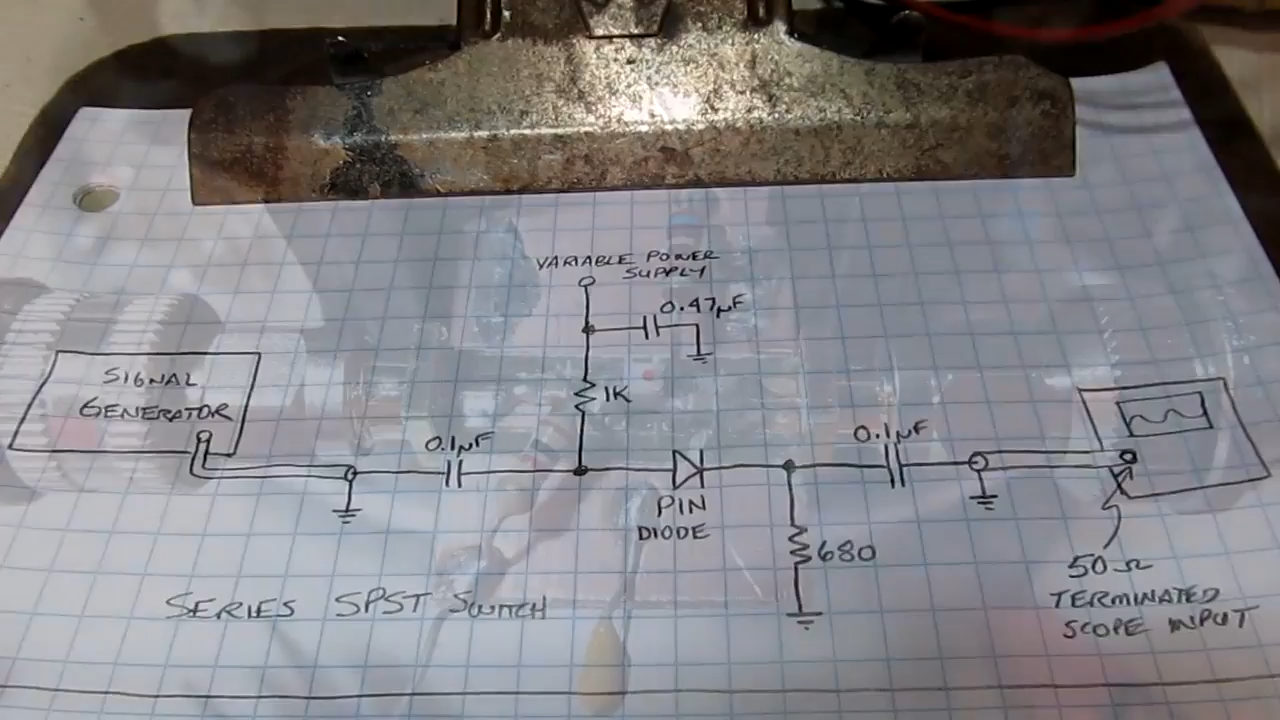 VARIABLE POWER
SUPPLY
0.47µF
1K
SIGNAL
GENERATOR
0.1µF
0.1µF
PIN
DIODE
680
50Ω
TERMINATED
SCOPE INPUT
SERIES SPST SWITCH